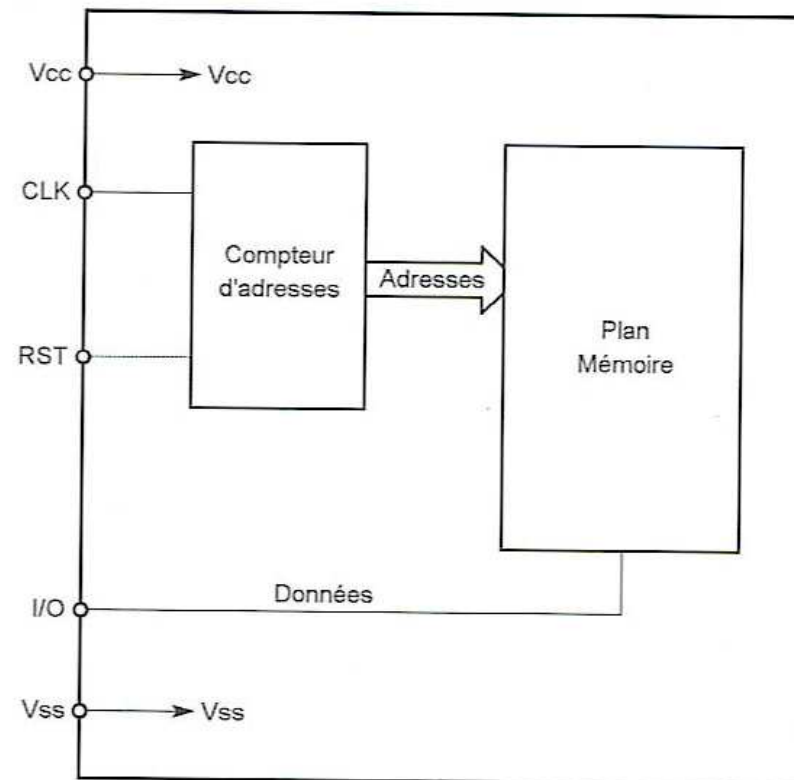 Vcc
Vcc
CLK
Compteur
d'adresses
Adresses
Plan
Mémoire
RST
Données
I/O
Vss
Vss